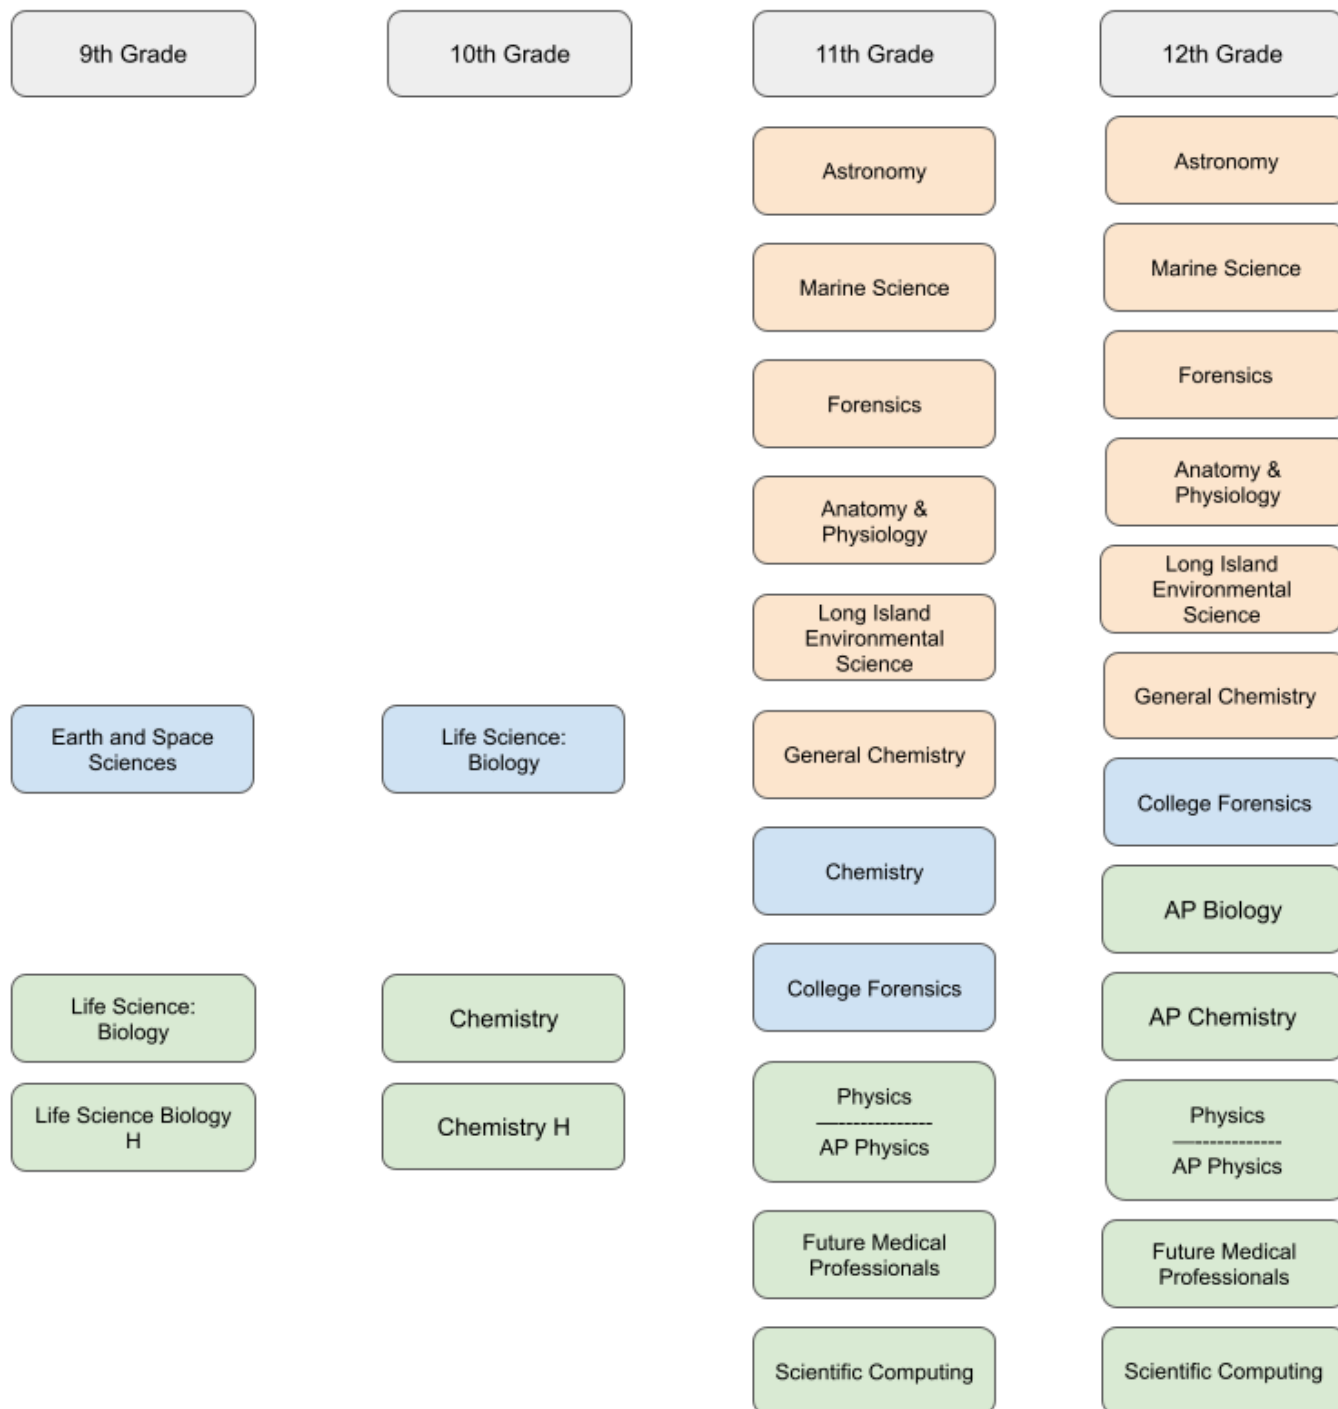 9th Grade
10th Grade
11th Grade
12th Grade
Astronomy
Astronomy
Marine Science
Marine Science
Forensics
Forensics
Anatomy &
Physiology
Anatomy &
Physiology
Long Island
Environmental
Science
Long Island
Environmental
Science
Earth and Space
Sciences
Life Science:
Biology
General Chemistry
General Chemistry
Chemistry
College Forensics
College Forensics
AP Biology
Life Science:
Biology
Chemistry
AP Chemistry
Life Science Biology
H
Chemistry H
Physics
—---------------
AP Physics
Physics
—------------
AP Physics
Future Medical
Professionals
Future Medical
Professionals
Scientific Computing
Scientific Computing